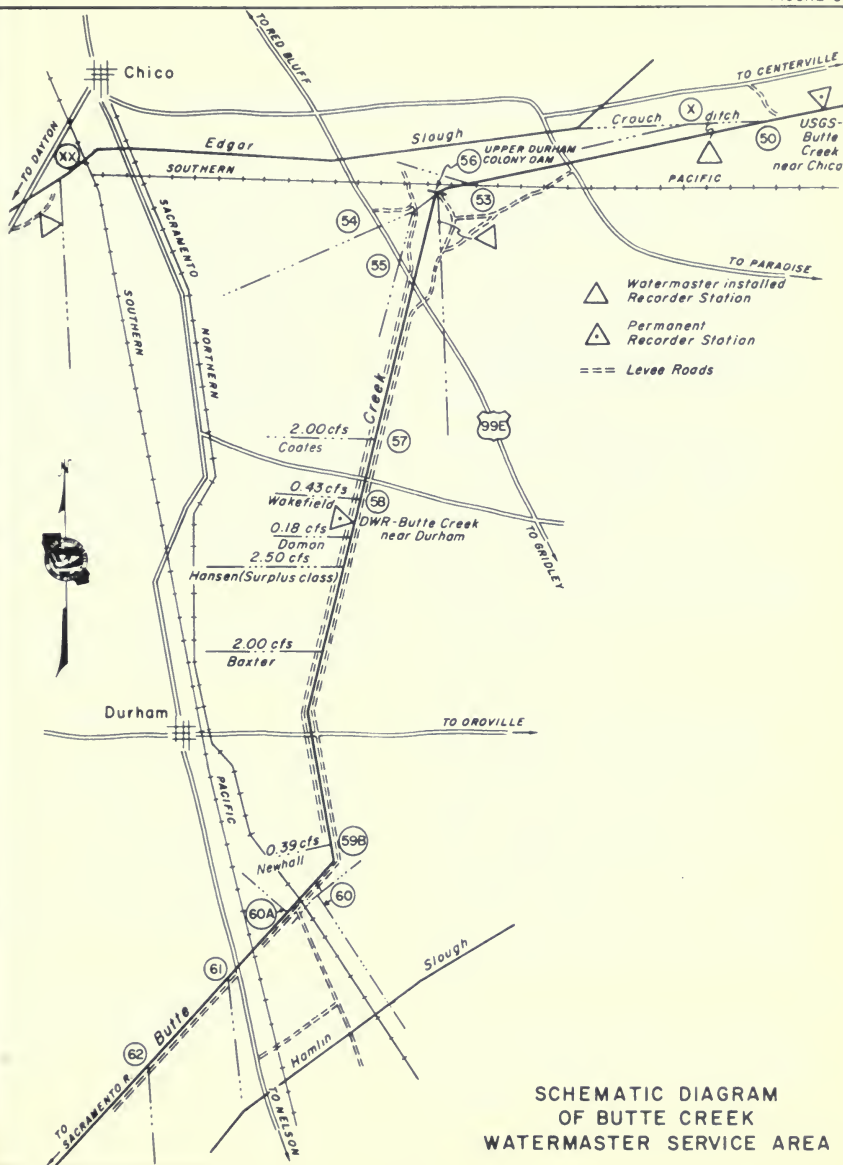 TO RED BLUFF
Chico
TO CENTERVILLE
TO DAYTON
XX
Edgar
Slough
Crouch
X
ditch
50
USGS-
Butte
Creek
near Chico
SOUTHERN
56
UPPER DURHAM
COLONY DAM
PACIFIC
53
54
55
SACRAMENTO
NORTHERN
SOUTHERN
TO PARADISE
Watermaster installed
Recorder Station
Permanent
Recorder Station
=== Levee Roads
Creek
99E
2.00 cfs
Coates
57
0.43 cfs
Wakefield
58
DWR-Butte Creek
near Durham
0.18 cfs
Damon
2.50 cfs
Hansen (Surplus class)
TO GRIDLEY
2.00 cfs
Baxter
Durham
TO OROVILLE
PACIFIC
0.39 cfs
Newhall
59B
60
60A
61
Slough
Hamlin
Butte
62
TO
SACRAMENTO R.
TO NELSON
SCHEMATIC DIAGRAM
OF BUTTE CREEK
WATERMASTER SERVICE AREA